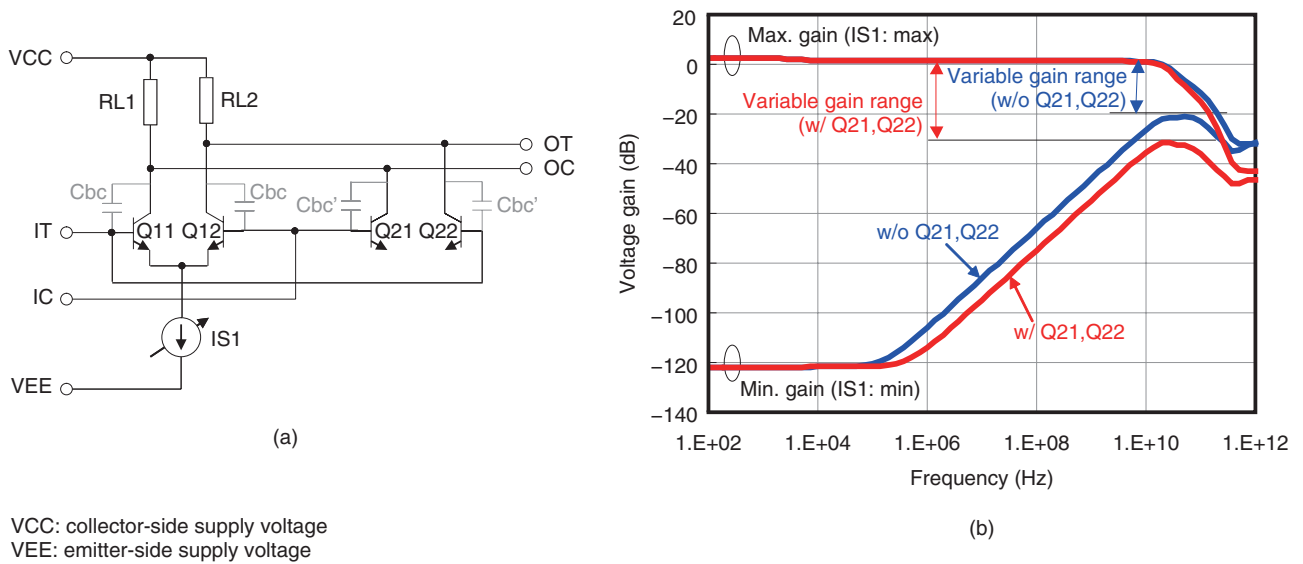 VCC
RL1
RL2
OT
OC
Cbc
Cbc
Cbc'
Cbc'
IT
Q11
Q12
Q21
Q22
IC
IS1
VEE
(a)
VCC: collector-side supply voltage
VEE: emitter-side supply voltage
Voltage gain (dB)
20
0
−20
−40
−60
−80
−100
−120
−140
Max. gain (IS1: max)
Variable gain range
(w/o Q21,Q22)
Variable gain range
(w/ Q21,Q22)
w/o Q21,Q22
w/ Q21,Q22
Min. gain (IS1: min)
1.E+02
1.E+04
1.E+06
1.E+08
1.E+10
1.E+12
Frequency (Hz)
(b)